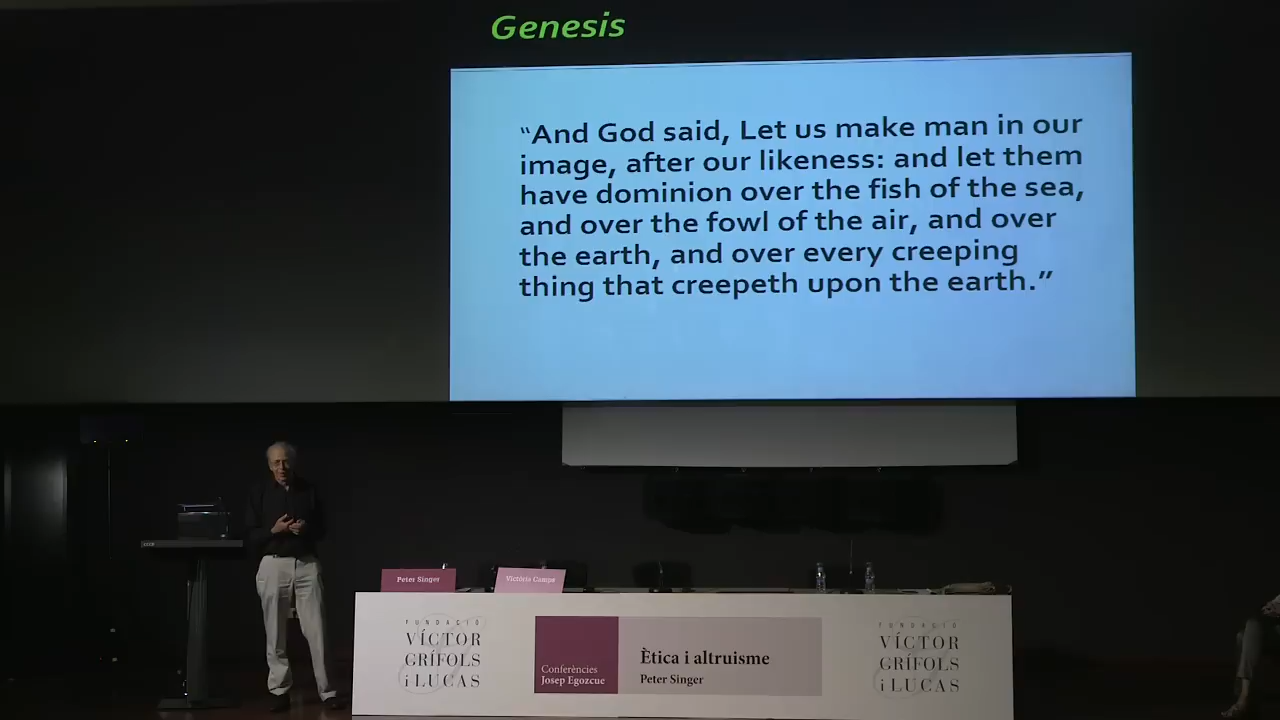 Genesis
“And God said, Let us make man in our
image, after our likeness: and let them
have dominion over the fish of the sea,
and over the fowl of the air, and over
the earth, and over every creeping
thing that creepeth upon the earth.”
Peter Singer
Victòria Camps
FUNDACIÓ
VÍCTOR
GRÍFOLS
i LUCAS
Conferències
Josep Egozcue
Ètica i altruisme
Peter Singer
FUNDACIÓ
VÍCTOR
GRÍFOLS
i LUCAS